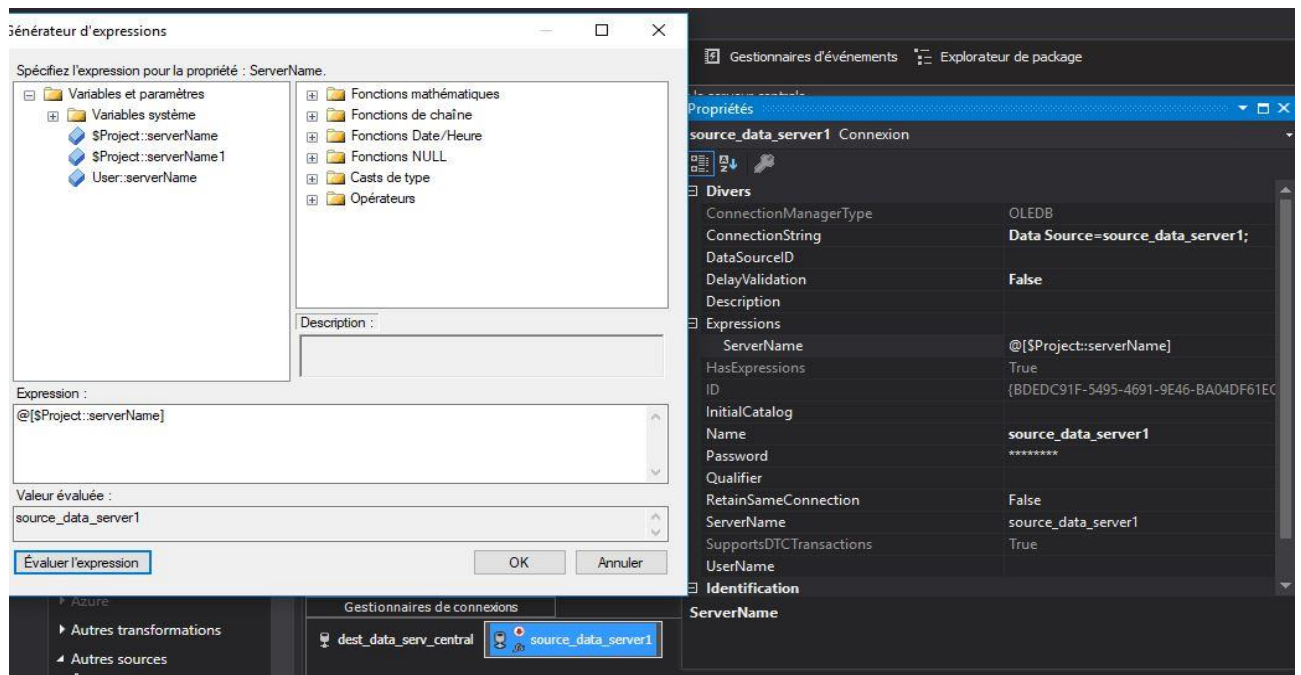 Générateur d'expressions
Spécifiez l'expression pour la propriété : ServerName.
Variables et paramètres
Variables système
$Project::serverName
$Project::serverName1
User::serverName
Fonctions mathématiques
Fonctions de chaîne
Fonctions Date/Heure
Fonctions NULL
Casts de type
Opérateurs
Description :
Expression :
@[$Project::serverName]
Valeur évaluée :
source_data_server1
Évaluer l'expression
OK
Annuler
Gestionnaires d'événements
Explorateur de package
Propriétés
source_data_server1 Connexion
Divers
ConnectionManagerType OLEDB
ConnectionString Data Source=source_data_server1;
DataSourceID
DelayValidation False
Description
Expressions
ServerName @[$Project::serverName]
HasExpressions True
ID {BDEDC91F-5495-4691-9E46-BA04DF61EC
InitialCatalog
Name source_data_server1
Password ********
Qualifier
RetainSameConnection False
ServerName source_data_server1
SupportsDTCTransactions True
UserName
Identification
ServerName
Azure
Autres transformations
Autres sources
Gestionnaires de connexions
dest_data_serv_central
source_data_server1